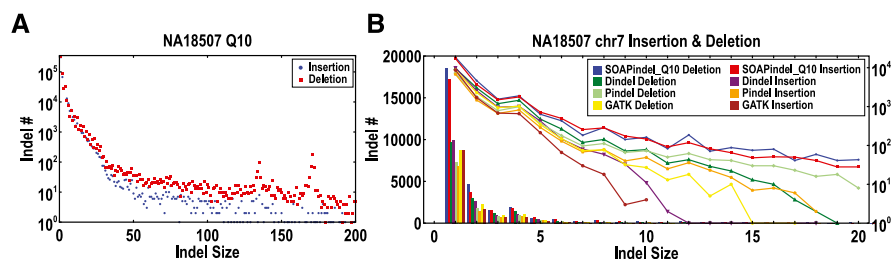 A
NA18507 Q10
Indel #
10^5
10^4
10^3
10^2
10^1
10^0
Insertion
Deletion
0 50 100 150 200
Indel Size
B
NA18507 chr7 Insertion & Deletion
Indel #
20000
15000
10000
5000
0
SOAPindel_Q10 Deletion
SOAPindel_Q10 Insertion
Dindel Deletion
Dindel Insertion
Pindel Deletion
Pindel Insertion
GATK Deletion
GATK Insertion
10^4
10^3
10^2
10^1
10^0
0 5 10 15 20
Indel Size